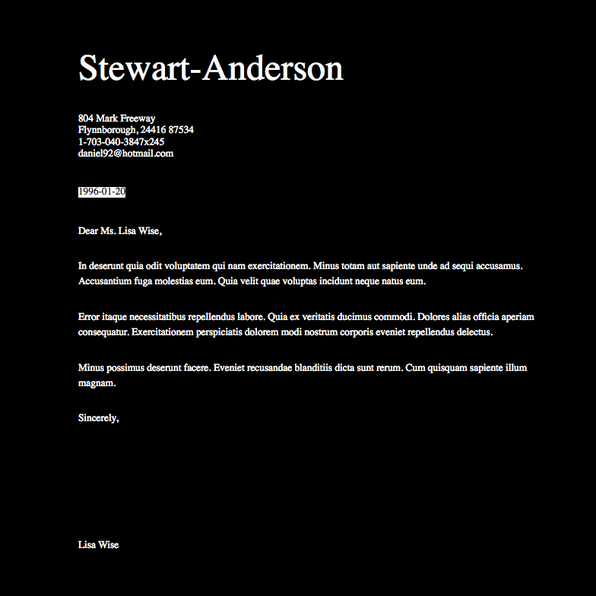 Stewart-Anderson
804 Mark Freeway
Flynnborough, 24416 87534
1-703-040-3847x245
daniel92@hotmail.com
1996-01-20
Dear Ms. Lisa Wise,
In deserunt quia odit voluptatem qui nam exercitationem. Minus totam aut sapiente unde ad sequi accusamus.
Accusantium fuga molestias eum. Quia velit quae voluptas incidunt neque natus eum.
Error itaque necessitatibus repellendus labore. Quia ex veritatis ducimus commodi. Dolores alias officia aperiam
consequatur. Exercitationem perspiciatis dolorem modi nostrum corporis eveniet repellendus delectus.
Minus possimus deserunt facere. Eveniet recusandae blanditiis dicta sunt rerum. Cum quisquam sapiente illum
magnam.
Sincerely,
Lisa Wise